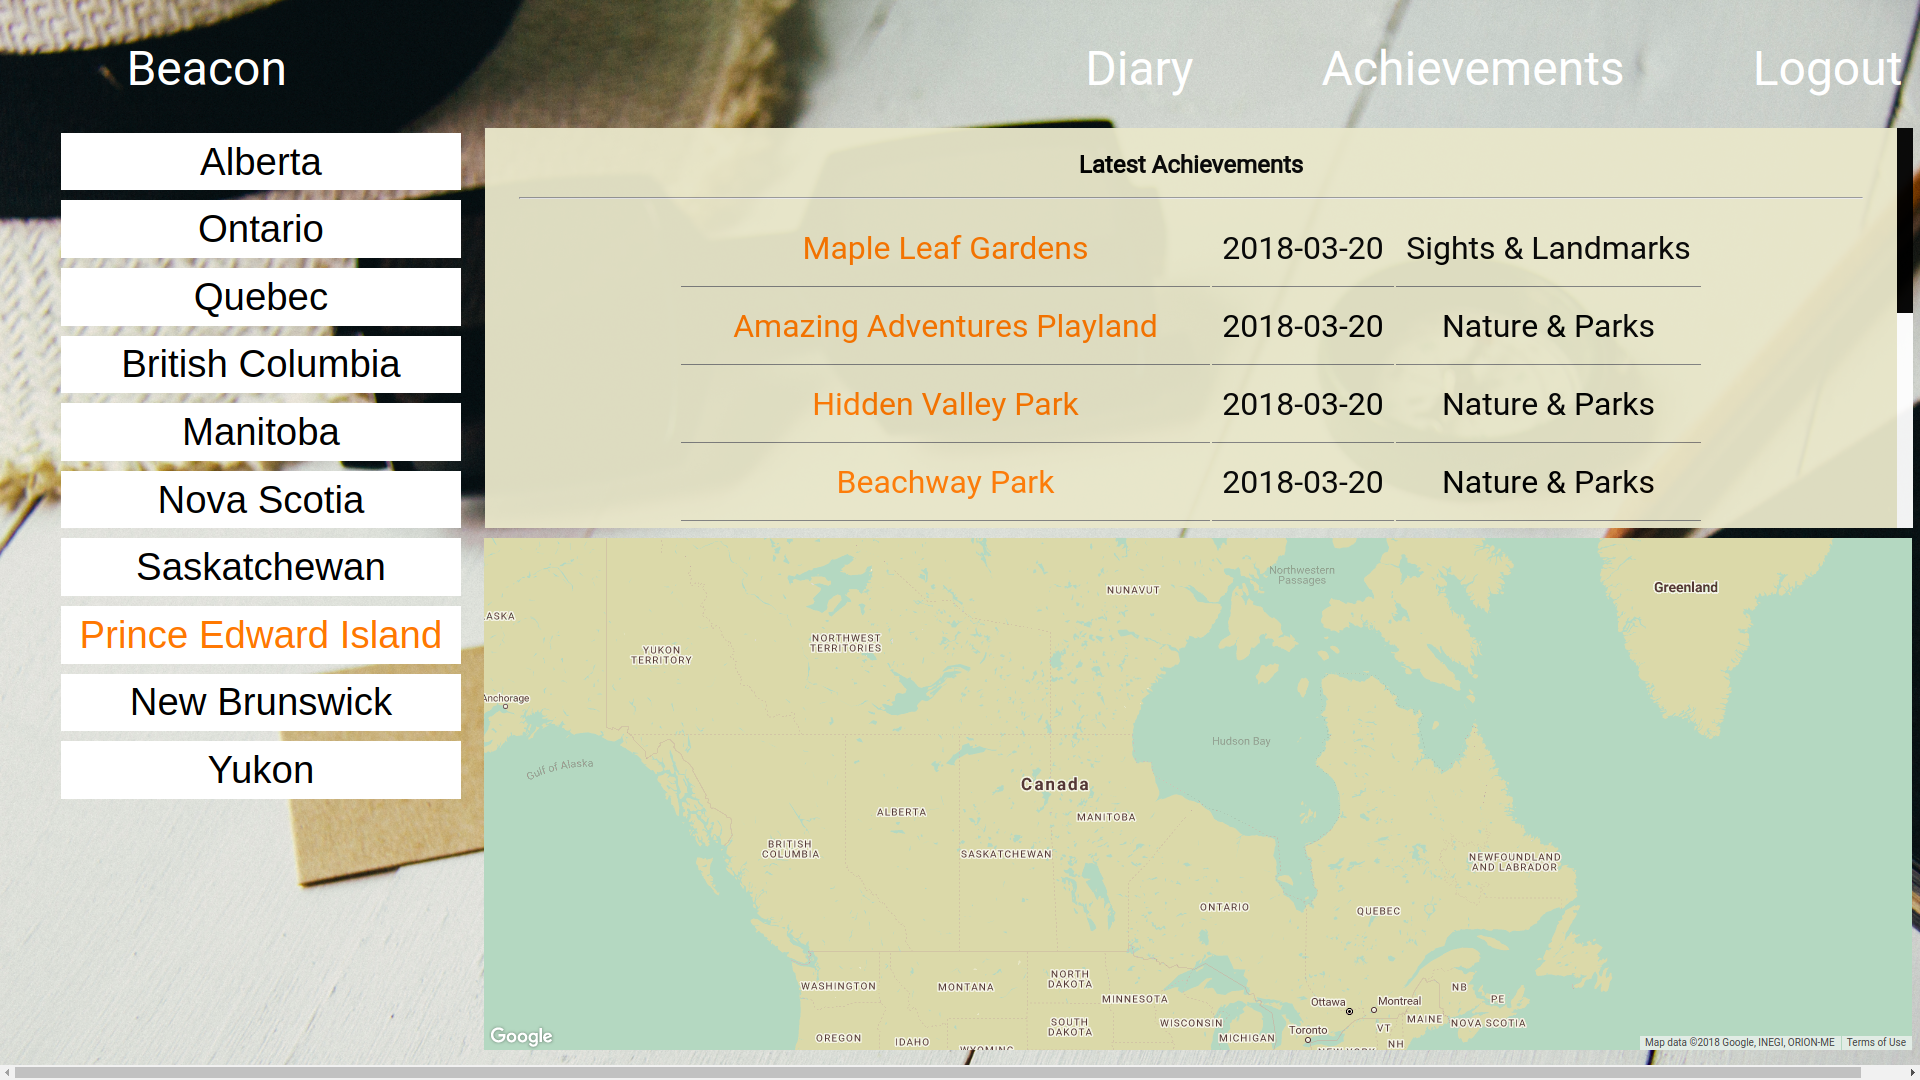 Beacon
Diary
Achievements
Logout
Alberta
Ontario
Quebec
British Columbia
Manitoba
Nova Scotia
Saskatchewan
Prince Edward Island
New Brunswick
Yukon
Latest Achievements
Maple Leaf Gardens 2018-03-20 Sights & Landmarks
Amazing Adventures Playland 2018-03-20 Nature & Parks
Hidden Valley Park 2018-03-20 Nature & Parks
Beachway Park 2018-03-20 Nature & Parks
Northwestern
Passages
Greenland
NUNAVUT
ASKA
NORTHWEST
TERRITORIES
YUKON
TERRITORY
Anchorage
Hudson Bay
Gulf of Alaska
Canada
ALBERTA
MANITOBA
BRITISH
COLUMBIA
SASKATCHEWAN
NEWFOUNDLAND
AND LABRADOR
ONTARIO
QUEBEC
WASHINGTON
MONTANA
NORTH
DAKOTA
MINNESOTA
Ottawa
Montreal
NB
PE
SOUTH
DAKOTA
WISCONSIN
Toronto
VT
MAINE
NOVA SCOTIA
OREGON
IDAHO
WYOMING
MICHIGAN
NH
NEW YORK
Google
Map data ©2018 Google, INEGI, ORION-ME
Terms of Use